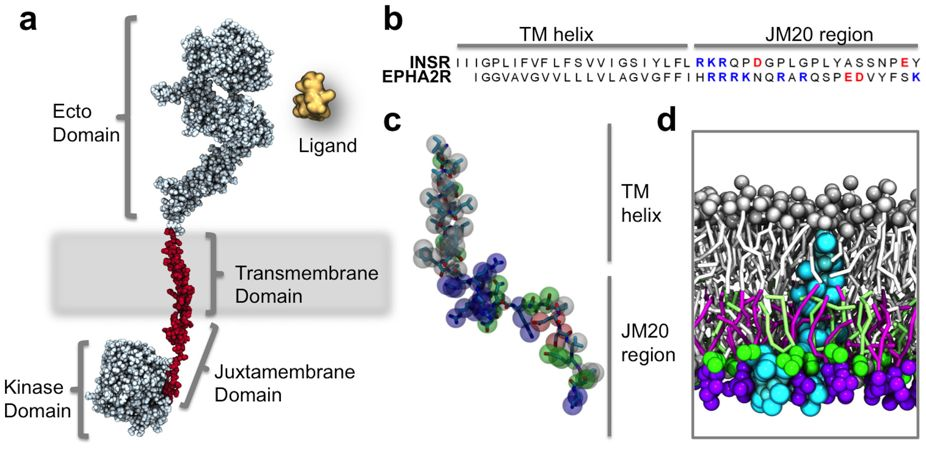 a
Ecto
Domain
Ligand
Transmembrane
Domain
Kinase
Domain
Juxtamembrane
Domain
b
TM helix JM20 region
INSR IIIGPLIFVFLFSVVIGSIYLFLRKRQPDGPLGPLYASSNPEY
EPHA2R IGGVAVGVVLLLVLAGVGFFIHRRRKNQRARQSPEDVYFSK
c
TM
helix
JM20
region
d